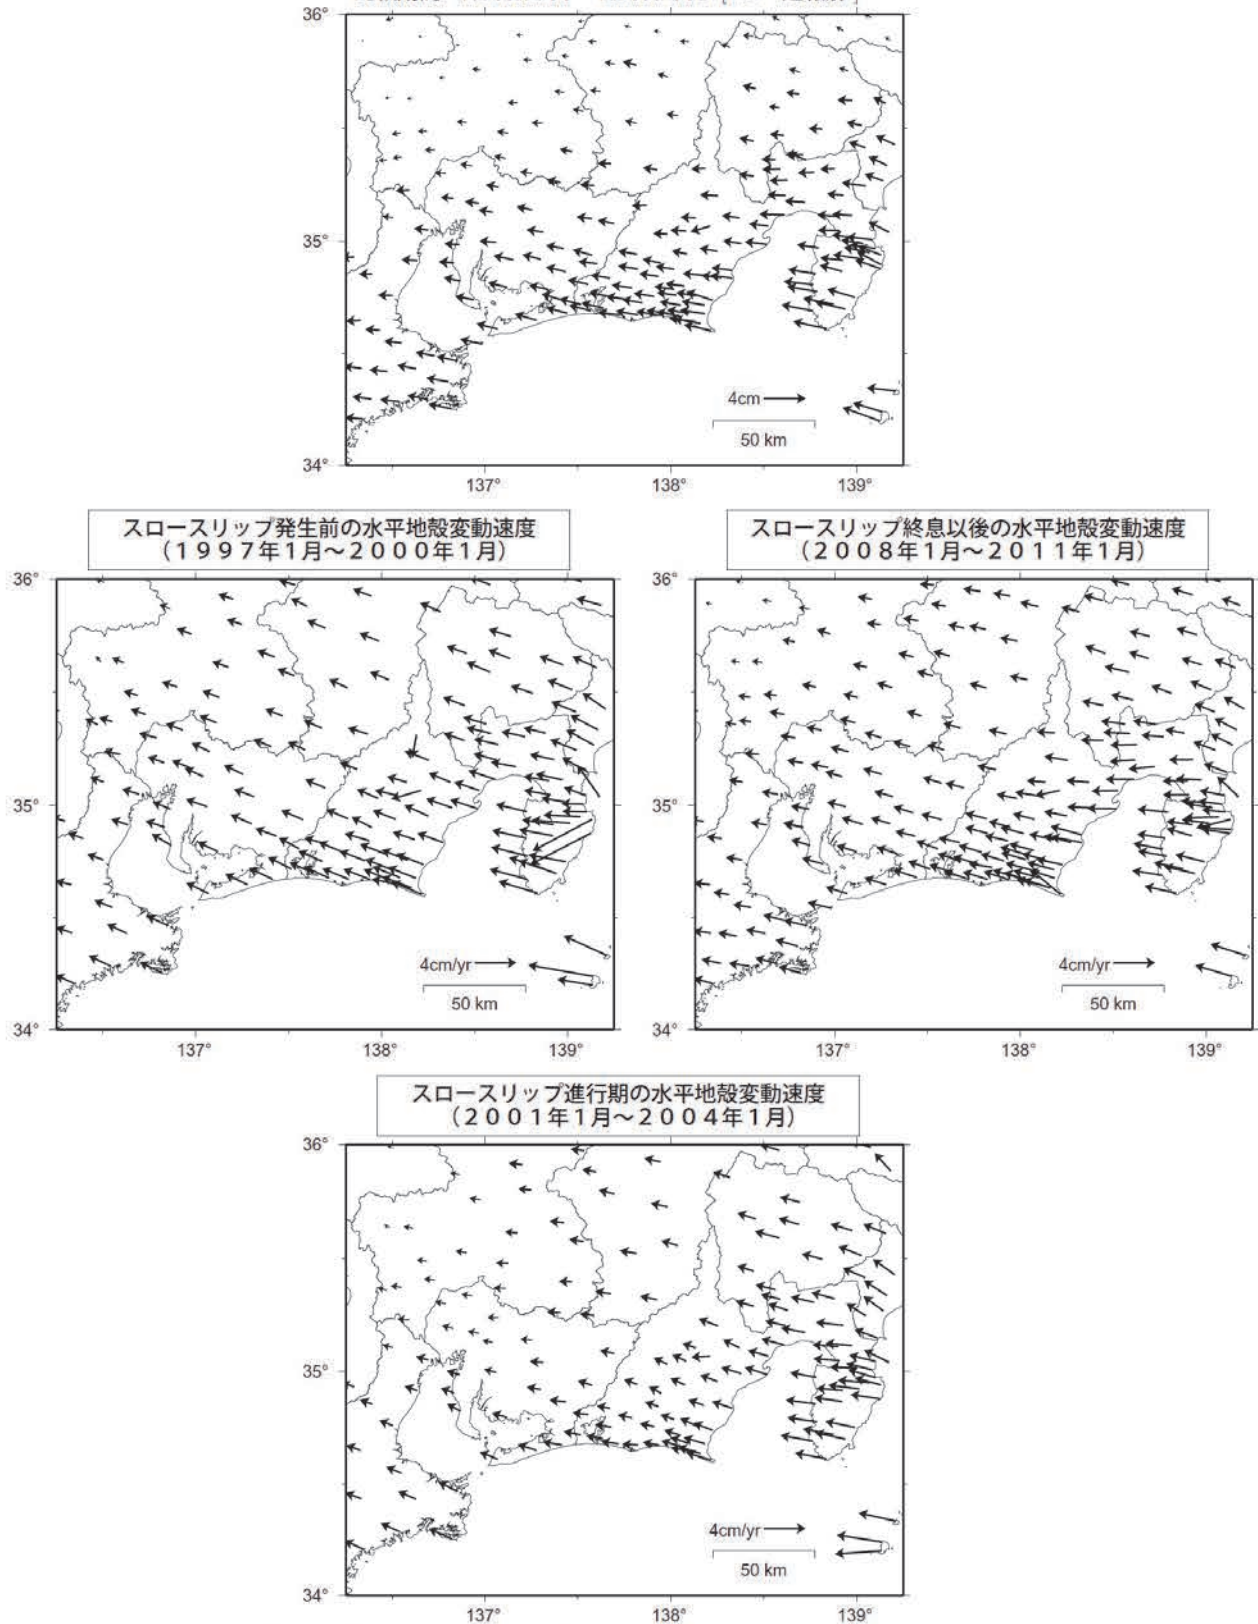 36°
35°
34°
4cm
50 km
137°
138°
139°
スロースリップ発生前の水平地殻変動速度
（1997年1月～2000年1月）
36°
35°
34°
4cm/yr
50 km
137°
138°
139°
スロースリップ終息以後の水平地殻変動速度
（2008年1月～2011年1月）
36°
35°
34°
4cm/yr
50 km
137°
138°
139°
スロースリップ進行期の水平地殻変動速度
（2001年1月～2004年1月）
36°
35°
34°
4cm/yr
50 km
137°
138°
139°